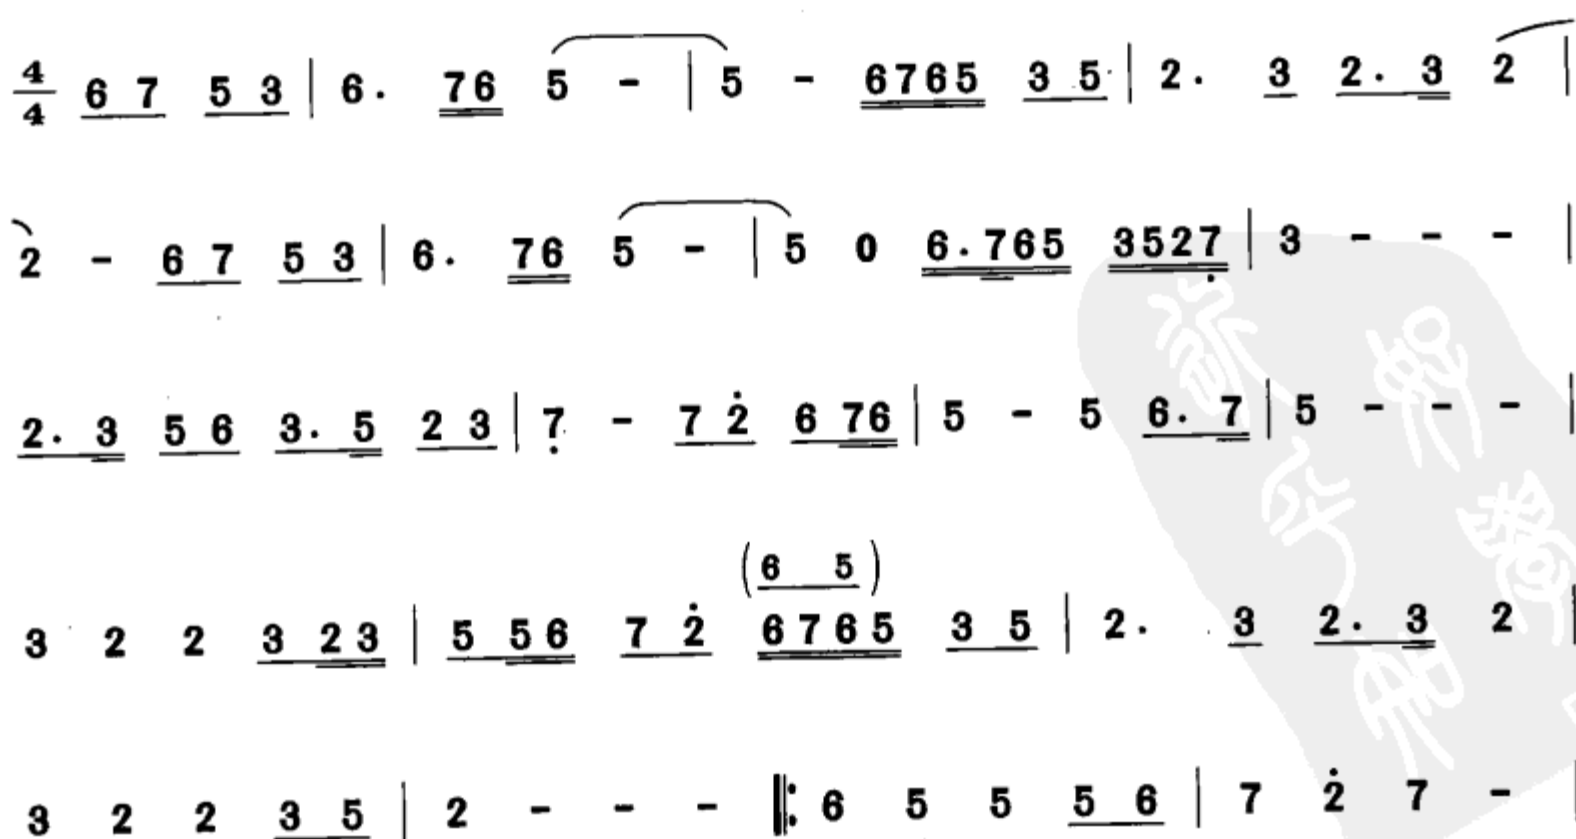 4/4 6 7 5 3 | 6. 76 5 - | 5 - 6765 3 5 | 2. 3 2. 3 2 |
2 - 6 7 5 3 | 6. 76 5 - | 5 0 6.765 3527̣ | 3 - - - |
2. 3 5 6 3. 5 2 3 | 7̣ - 7 2̇ 6 76 | 5 - 5 6. 7 | 5 - - - |
(6 5)
3 2 2 3 23 | 5 56 7 2̇ 6765 3 5 | 2. 3 2. 3 2 |
3 2 2 3 5 | 2 - - - ‖: 6 5 5 5 6 | 7 2̇ 7 - |